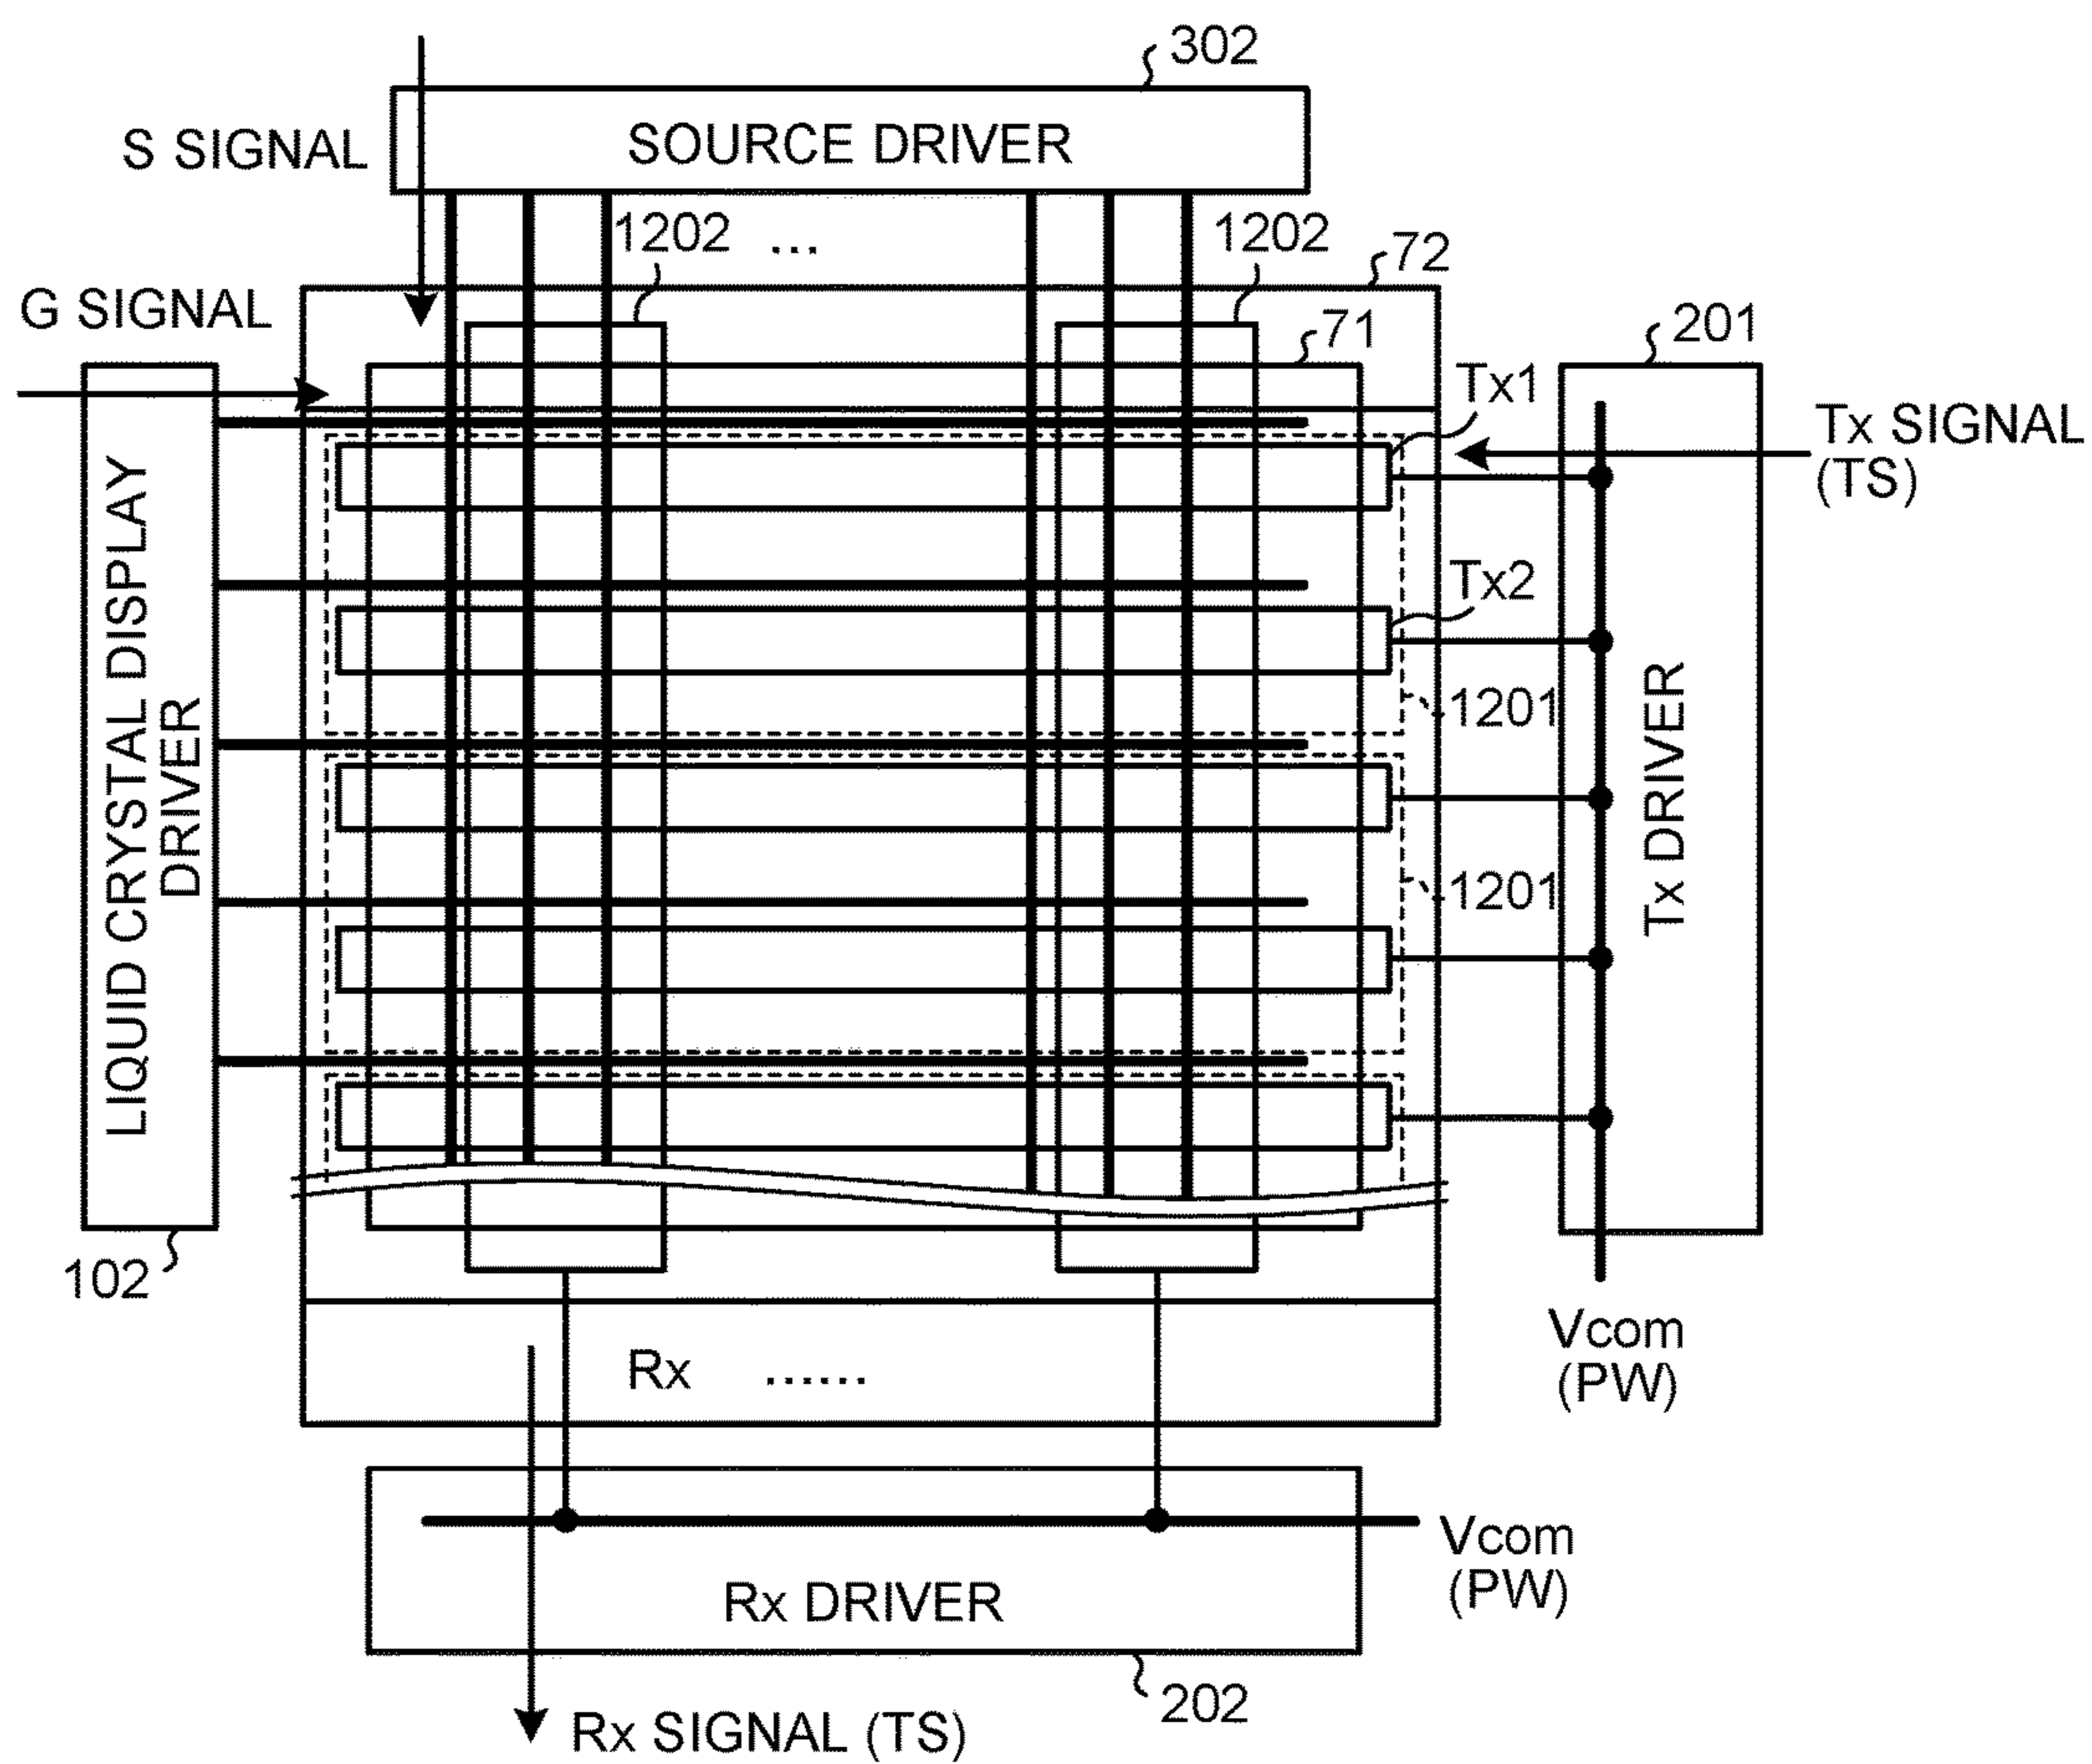 302
S SIGNAL
SOURCE DRIVER
1202 ... 1202
72
G SIGNAL
71
201
Tx1
Tx SIGNAL
(TS)
Tx2
LIQUID CRYSTAL DISPLAY
DRIVER
1201
Tx DRIVER
1201
102
Vcom
(PW)
Rx ......
Vcom
(PW)
Rx DRIVER
202
Rx SIGNAL (TS)